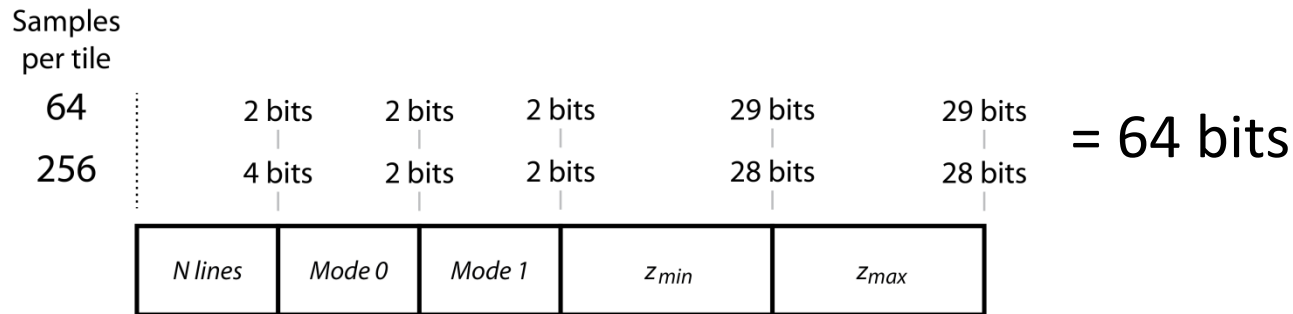 Samples
per tile
64 2 bits 2 bits 2 bits 29 bits 29 bits
= 64 bits
256 4 bits 2 bits 2 bits 28 bits 28 bits
N lines Mode 0 Mode 1 zmin zmax